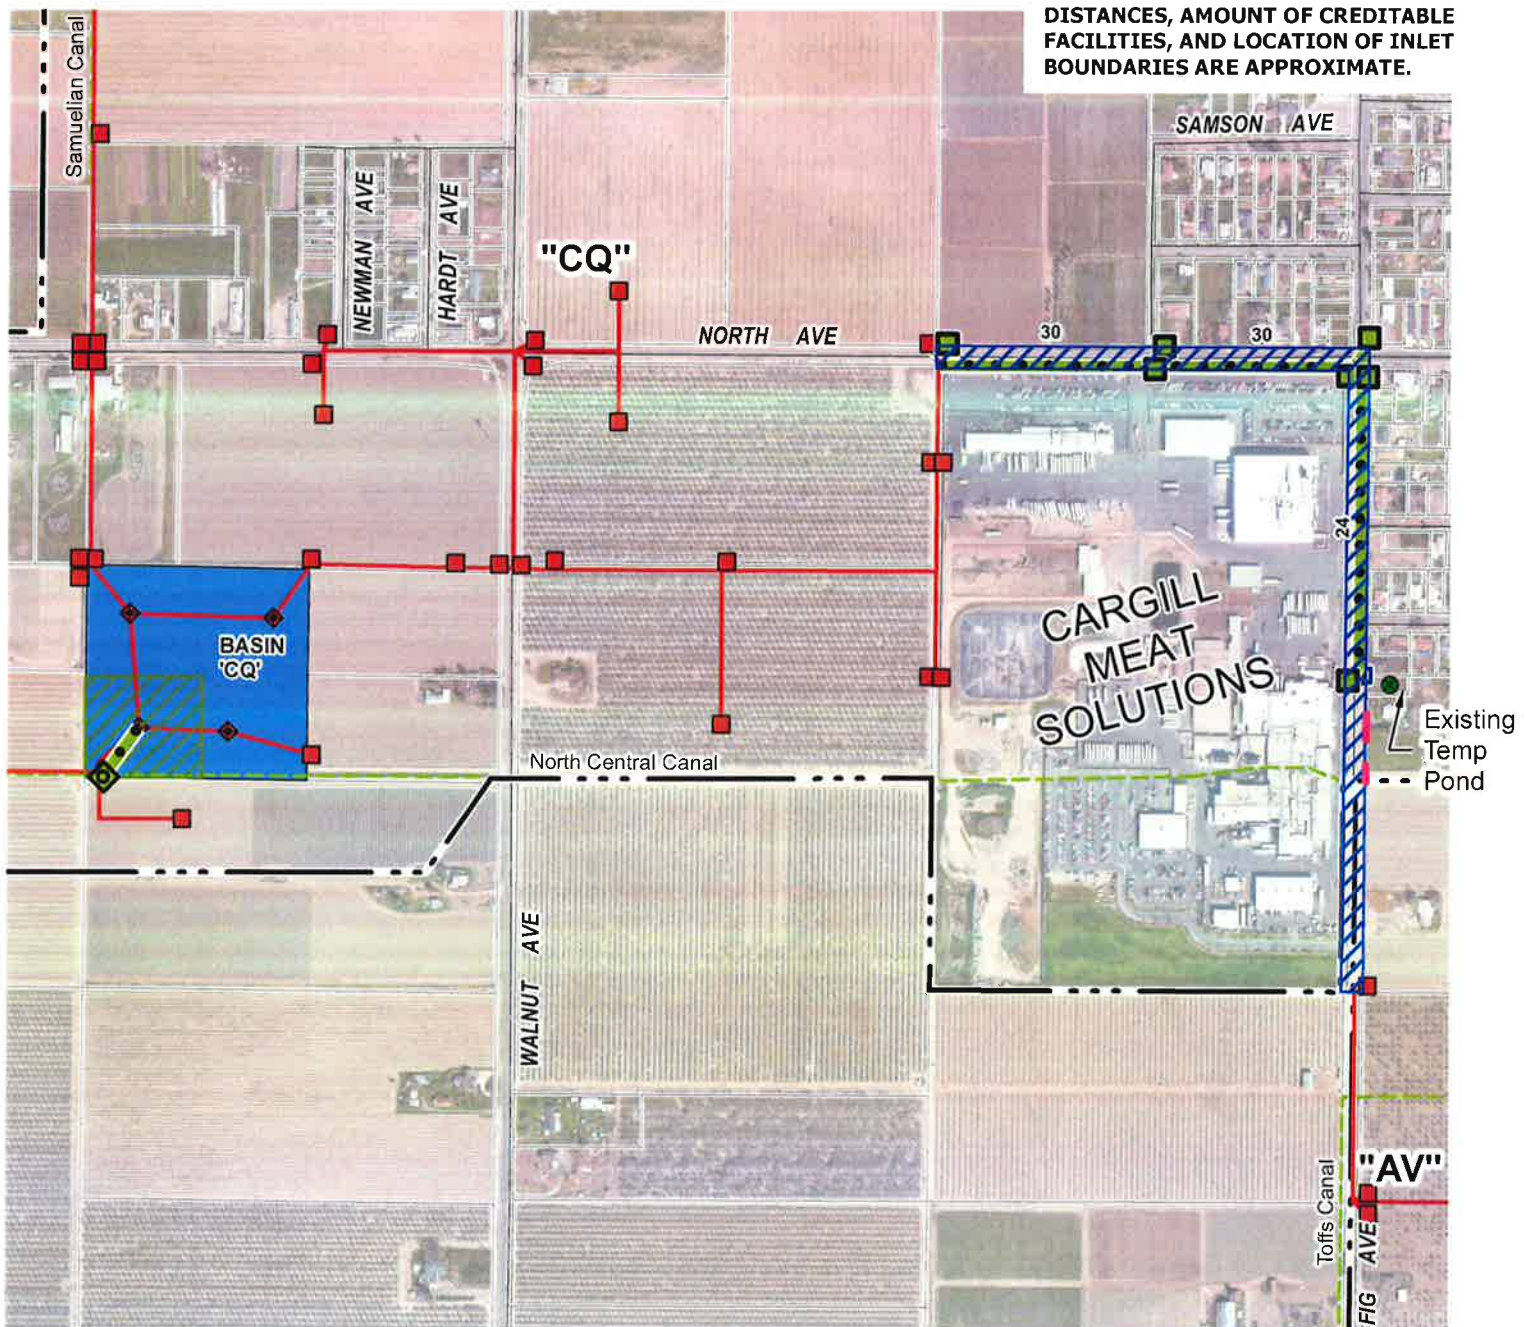 DISTANCES, AMOUNT OF CREDITABLE
FACILITIES, AND LOCATION OF INLET
BOUNDARIES ARE APPROXIMATE.
Samuelian Canal
SAMSON AVE
NEWMAN AVE
HARDT AVE
"CQ"
NORTH AVE
30
30
24
BASIN
'CQ'
CARGILL
MEAT
SOLUTIONS
Existing
Temp
Pond
North Central Canal
WALNUT AVE
"AV"
Toffs Canal
FIG AVE